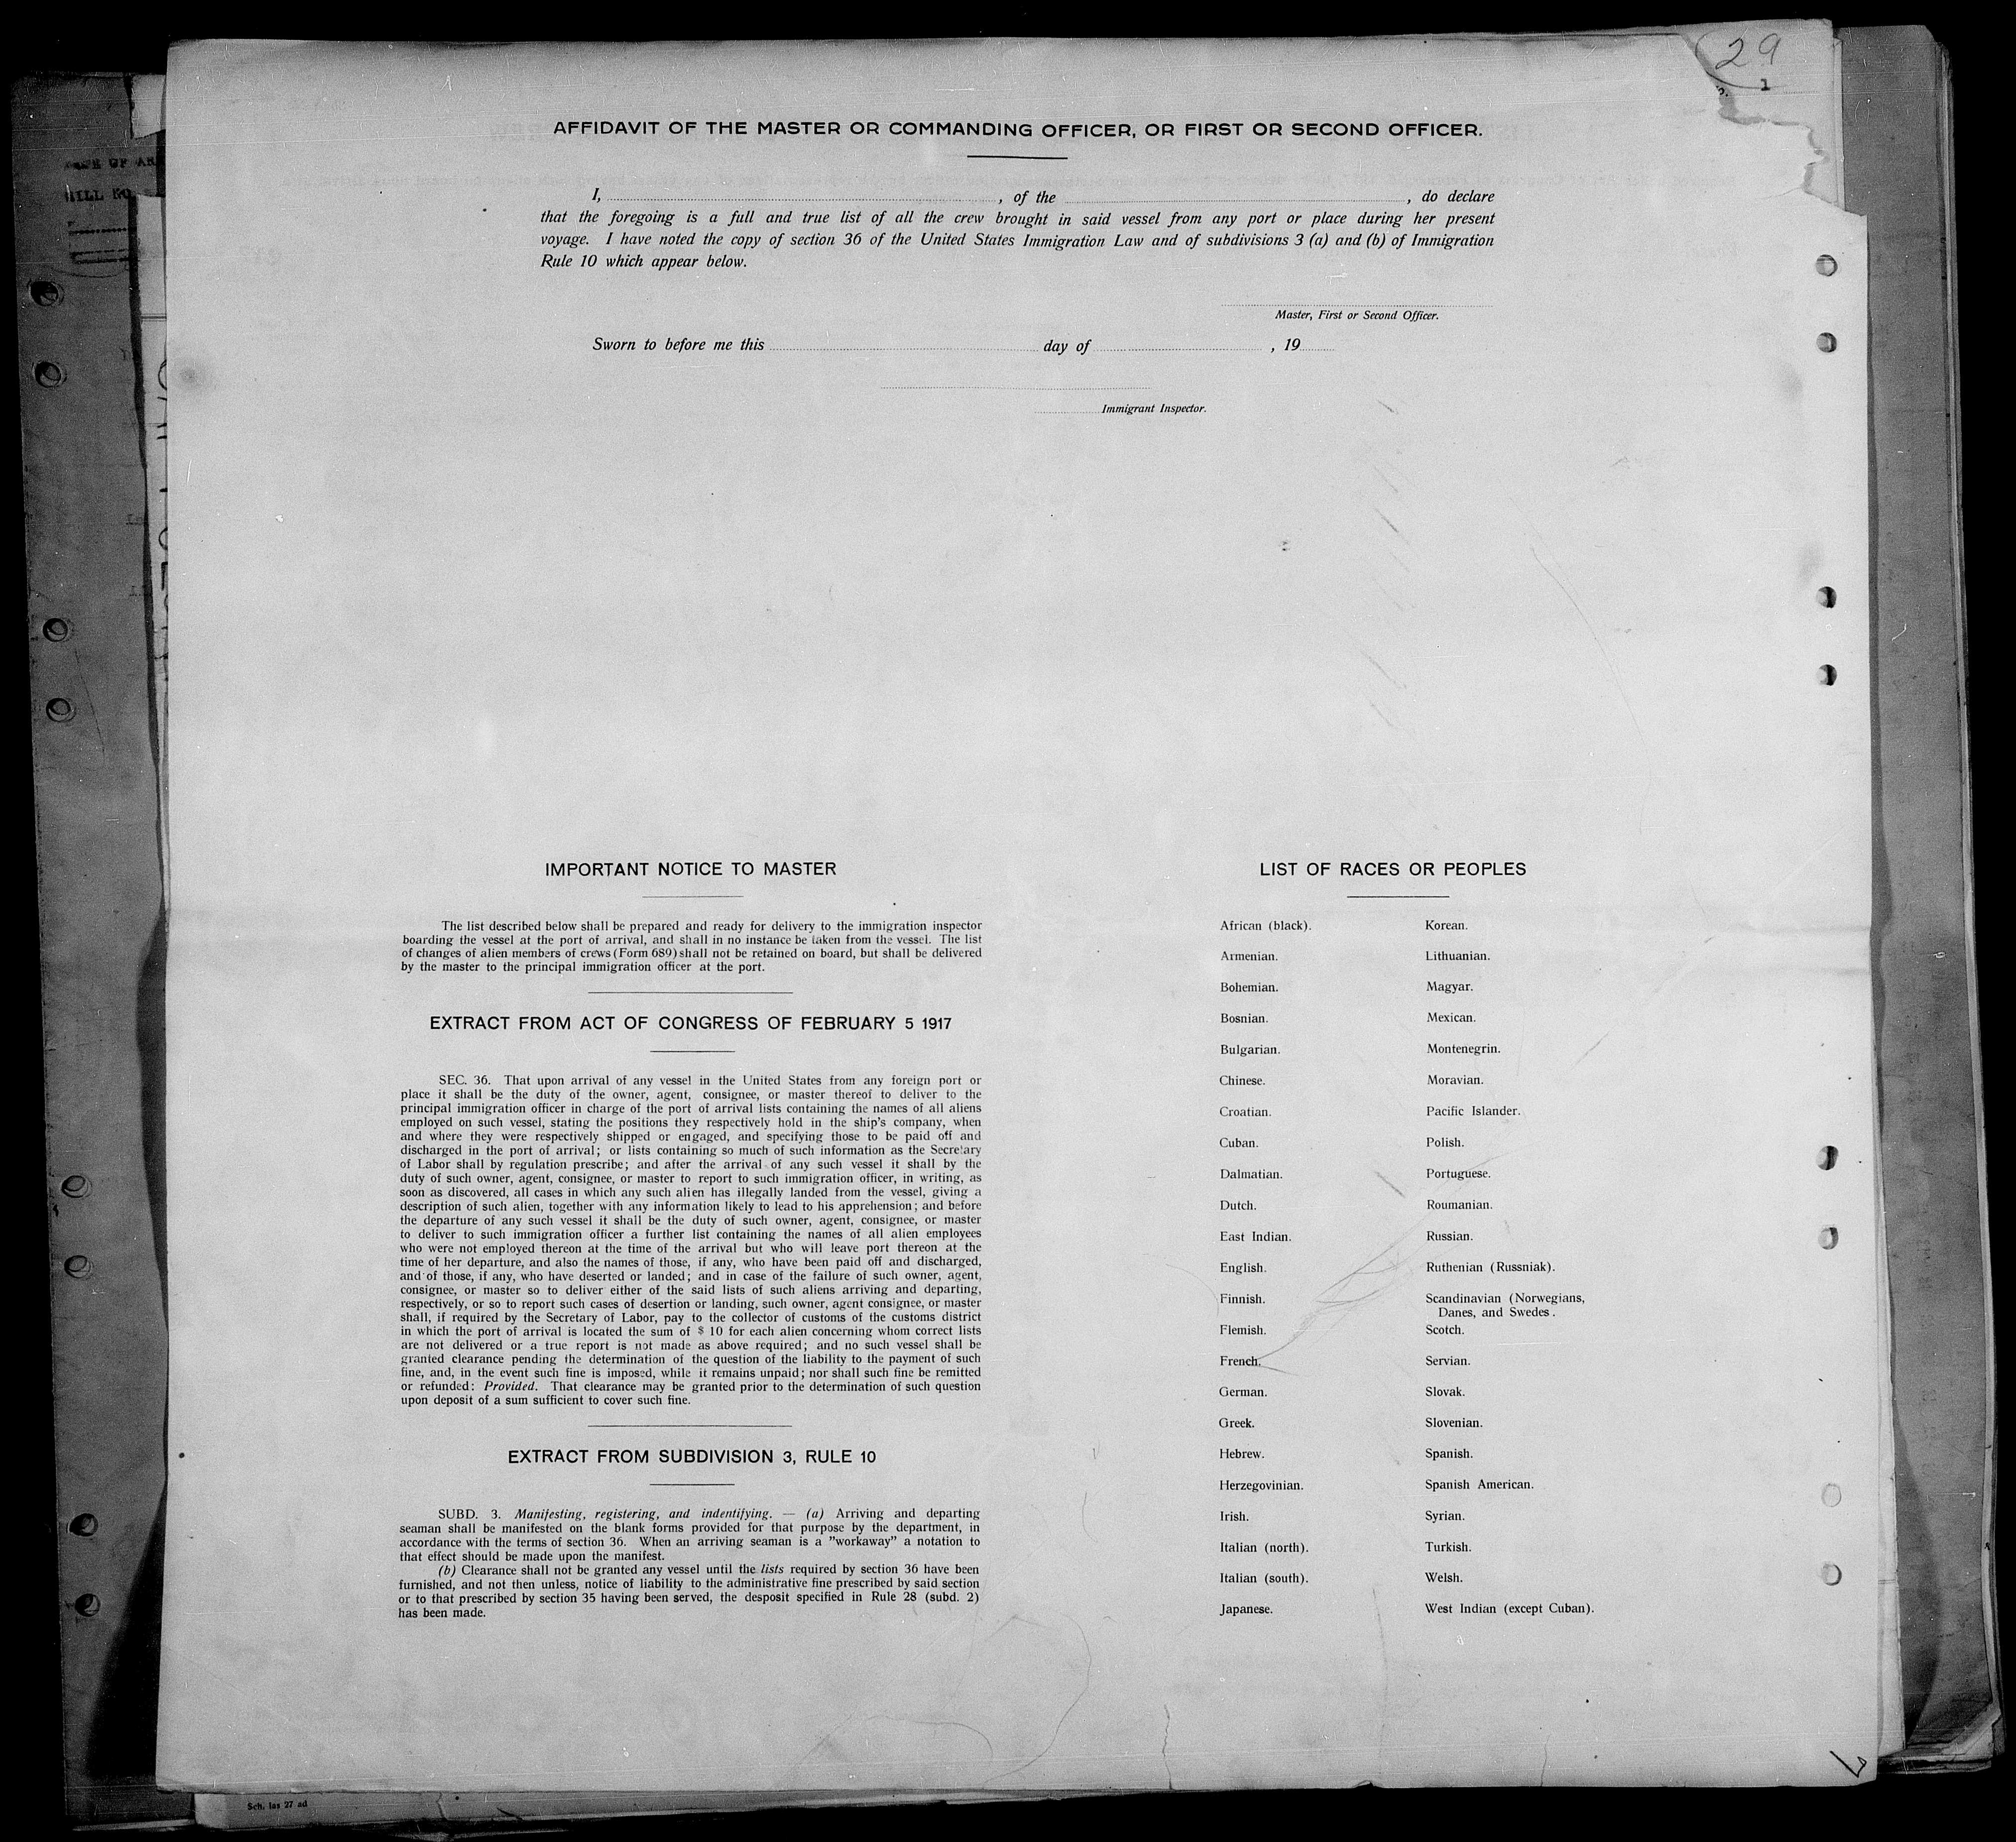 29
1
AFFIDAVIT OF THE MASTER OR COMMANDING OFFICER, OR FIRST OR SECOND OFFICER.
I, , of the , do declare
that the foregoing is a full and true list of all the crew brought in said vessel from any port or place during her present
voyage. I have noted the copy of section 36 of the United States Immigration Law and of subdivisions 3 (a) and (b) of Immigration
Rule 10 which appear below.
Master, First or Second Officer.
Sworn to before me this day of , 19
Immigrant Inspector.
IMPORTANT NOTICE TO MASTER
The list described below shall be prepared and ready for delivery to the immigration inspector
boarding the vessel at the port of arrival, and shall in no instance be taken from the vessel. The list
of changes of alien members of crews (Form 689) shall not be retained on board, but shall be delivered
by the master to the principal immigration officer at the port.
EXTRACT FROM ACT OF CONGRESS OF FEBRUARY 5 1917
SEC. 36. That upon arrival of any vessel in the United States from any foreign port or
place it shall be the duty of the owner, agent, consignee, or master thereof to deliver to the
principal immigration officer in charge of the port of arrival lists containing the names of all aliens
employed on such vessel, stating the positions they respectively hold in the ship's company, when
and where they were respectively shipped or engaged, and specifying those to be paid off and
discharged in the port of arrival; or lists containing so much of such information as the Secretary
of Labor shall by regulation prescribe; and after the arrival of any such vessel it shall by the
duty of such owner, agent, consignee, or master to report to such immigration officer, in writing, as
soon as discovered, all cases in which any such alien has illegally landed from the vessel, giving a
description of such alien, together with any information likely to lead to his apprehension; and before
the departure of any such vessel it shall be the duty of such owner, agent, consignee, or master
to deliver to such immigration officer a further list containing the names of all alien employees
who were not employed thereon at the time of the arrival but who will leave port thereon at the
time of her departure, and also the names of those, if any, who have been paid off and discharged,
and of those, if any, who have deserted or landed; and in case of the failure of such owner, agent,
consignee, or master so to deliver either of the said lists of such aliens arriving and departing,
respectively, or so to report such cases of desertion or landing, such owner, agent consignee, or master
shall, if required by the Secretary of Labor, pay to the collector of customs of the customs district
in which the port of arrival is located the sum of $ 10 for each alien concerning whom correct lists
are not delivered or a true report is not made as above required; and no such vessel shall be
granted clearance pending the determination of the question of the liability to the payment of such
fine, and, in the event such fine is imposed, while it remains unpaid; nor shall such fine be remitted
or refunded: Provided. That clearance may be granted prior to the determination of such question
upon deposit of a sum sufficient to cover such fine.
EXTRACT FROM SUBDIVISION 3, RULE 10
SUBD. 3. Manifesting, registering, and indentifying. — (a) Arriving and departing
seaman shall be manifested on the blank forms provided for that purpose by the department, in
accordance with the terms of section 36. When an arriving seaman is a ”workaway” a notation to
that effect should be made upon the manifest.
(b) Clearance shall not be granted any vessel until the lists required by section 36 have been
furnished, and not then unless, notice of liability to the administrative fine prescribed by said section
or to that prescribed by section 35 having been served, the desposit specified in Rule 28 (subd. 2)
has been made.
LIST OF RACES OR PEOPLES
African (black).
Armenian.
Bohemian.
Bosnian.
Bulgarian.
Chinese.
Croatian.
Cuban.
Dalmatian.
Dutch.
East Indian.
English.
Finnish.
Flemish.
French.
German.
Greek.
Hebrew.
Herzegovinian.
Irish.
Italian (north).
Italian (south).
Japanese.
Korean.
Lithuanian.
Magyar.
Mexican.
Montenegrin.
Moravian.
Pacific Islander.
Polish.
Portuguese.
Roumanian.
Russian.
Ruthenian (Russniak).
Scandinavian (Norwegians,
Danes, and Swedes.
Scotch.
Servian.
Slovak.
Slovenian.
Spanish.
Spanish American.
Syrian.
Turkish.
Welsh.
West Indian (except Cuban).
Sch. las 27 ad